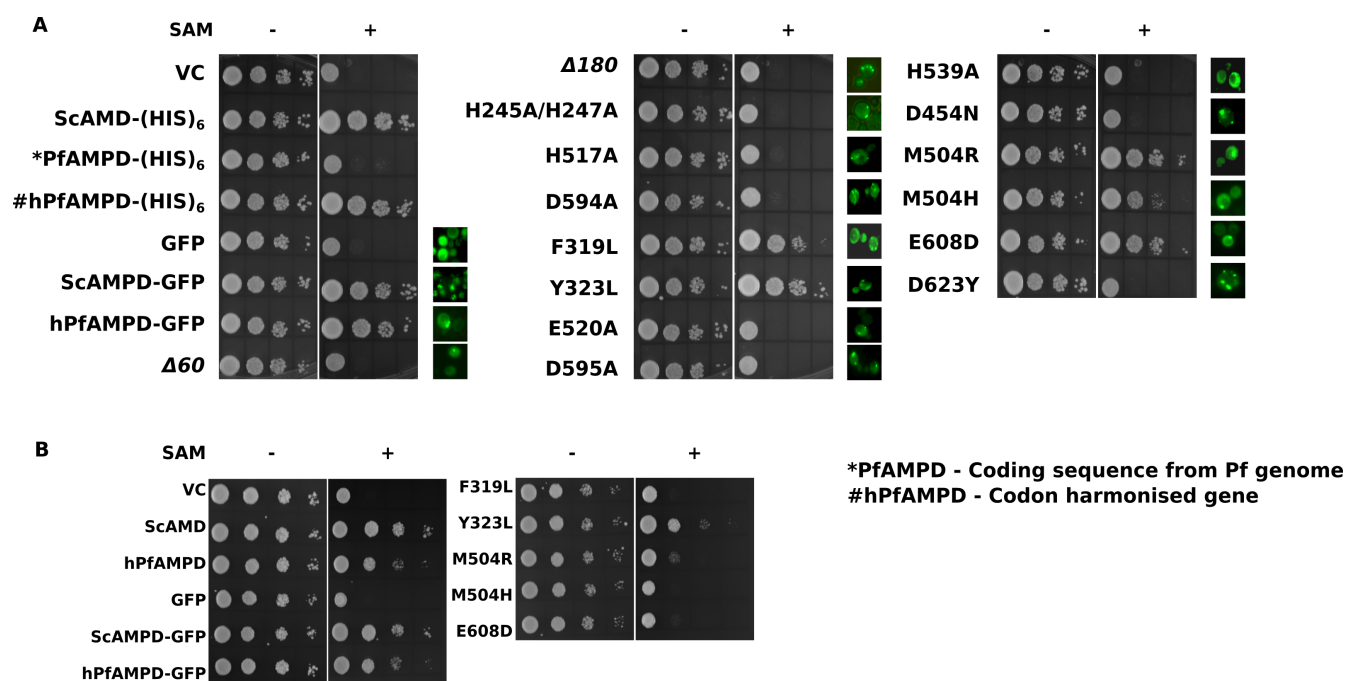 A
SAM - +
VC
ScAMD-(HIS)6
*PfAMPD-(HIS)6
#hPfAMPD-(HIS)6
GFP
ScAMPD-GFP
hPfAMPD-GFP
Δ60
- +
Δ180
H245A/H247A
H517A
D594A
F319L
Y323L
E520A
D595A
- +
H539A
D454N
M504R
M504H
E608D
D623Y
B
SAM - +
VC
ScAMD
hPfAMPD
GFP
ScAMPD-GFP
hPfAMPD-GFP
- +
F319L
Y323L
M504R
M504H
E608D
*PfAMPD - Coding sequence from Pf genome
#hPfAMPD - Codon harmonised gene